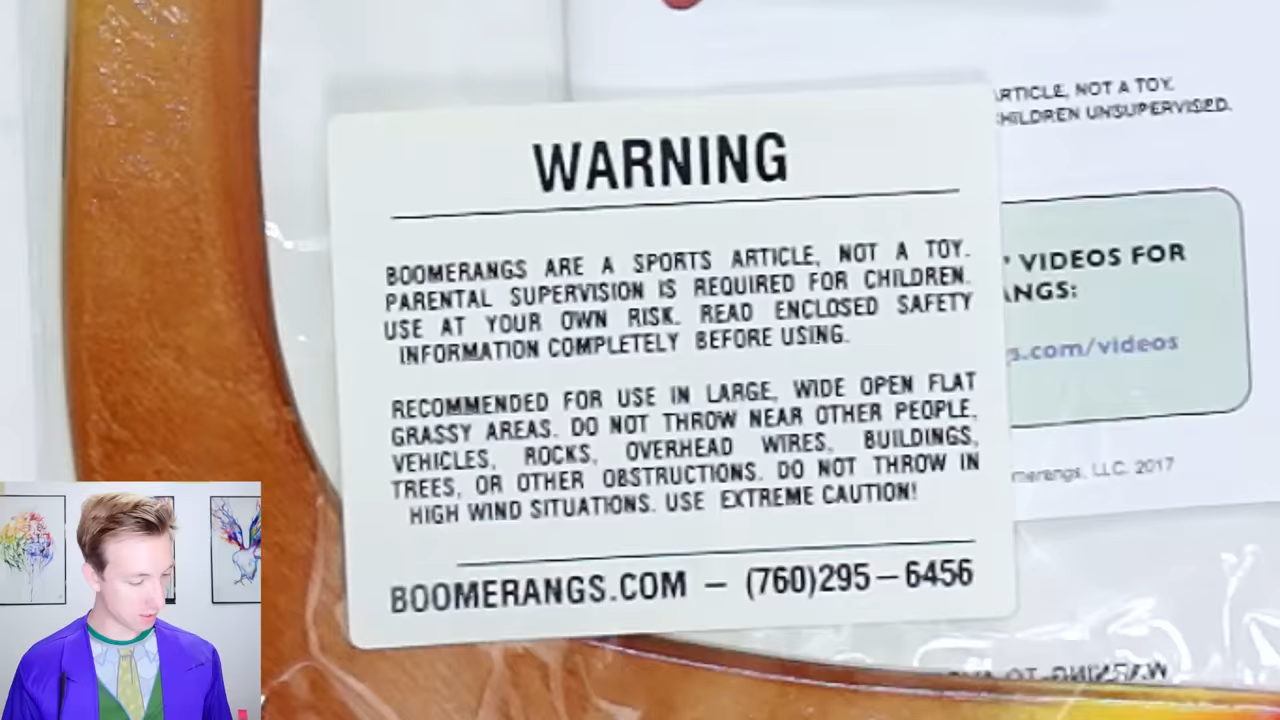 WARNING
BOOMERANGS ARE A SPORTS ARTICLE, NOT A TOY.
PARENTAL SUPERVISION IS REQUIRED FOR CHILDREN.
USE AT YOUR OWN RISK. READ ENCLOSED SAFETY
INFORMATION COMPLETELY BEFORE USING.
RECOMMENDED FOR USE IN LARGE, WIDE OPEN FLAT
GRASSY AREAS. DO NOT THROW NEAR OTHER PEOPLE,
VEHICLES, ROCKS, OVERHEAD WIRES, BUILDINGS,
TREES, OR OTHER OBSTRUCTIONS. DO NOT THROW IN
HIGH WIND SITUATIONS. USE EXTREME CAUTION!
BOOMERANGS.COM – (760)295–6456
ARTICLE, NOT A TOY.
CHILDREN UNSUPERVISED.
VIDEOS FOR
ANGS:
s.com/videos
merangs, LLC. 2017